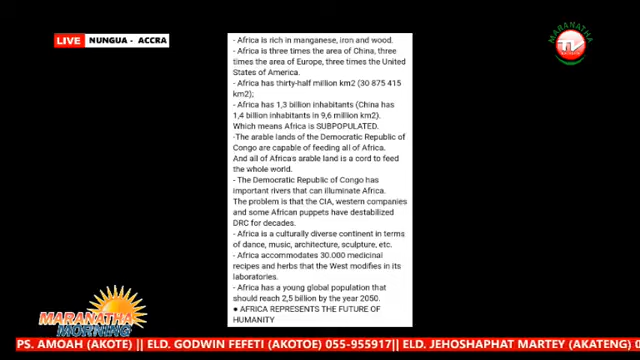 LIVE NUNGUA - ACCRA
MARANATHA
TV
- Africa is rich in manganese, iron and wood.
- Africa is three times the area of China, three
times the area of Europe, three times the United
States of America.
- Africa has thirty-half million km2 (30 875 415
km2);
- Africa has 1,3 billion inhabitants (China has
1,4 billion inhabitants in 9,6 million km2).
Which means Africa is SUBPOPULATED.
-The arable lands of the Democratic Republic of
Congo are capable of feeding all of Africa.
And all of Africa's arable land is a cord to feed
the whole world.
- The Democratic Republic of Congo has
important rivers that can illuminate Africa.
The problem is that the CIA, western companies
and some African puppets have destabilized
DRC for decades.
- Africa is a culturally diverse continent in terms
of dance, music, architecture, sculpture, etc.
- Africa accommodates 30.000 medicinal
recipes and herbs that the West modifies in its
laboratories.
- Africa has a young global population that
should reach 2,5 billion by the year 2050.
● AFRICA REPRESENTS THE FUTURE OF
HUMANITY
MARANATHA
MORNING
PS. AMOAH (AKOTE) || ELD. GODWIN FEFETI (AKOTOE) 055-955917|| ELD. JEHOSHAPHAT MARTEY (AKATENG) 0